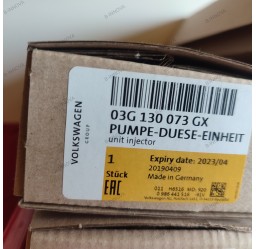 VOLKSWAGEN
GROUP
03G 130 073 GX
PUMPE-DUESE-EINHEIT
unit injector
1
Stück
EAC
Expiry date: 2023/04
20190409
Made in Germany